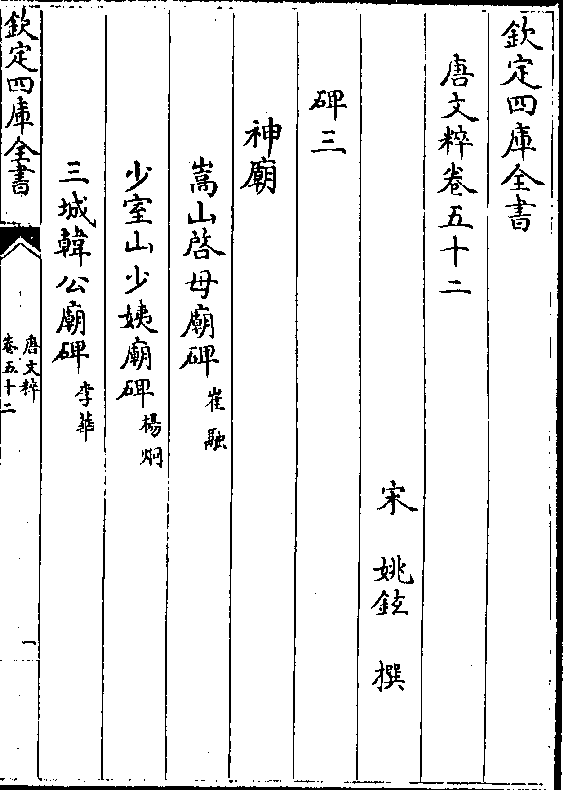 欽定四庫全書
唐文粹卷五十二
宋 姚鉉 撰
碑三
神廟
嵩山啓母廟碑 崔融
少室山少姨廟碑 楊炯
三城韓公廟碑 李華
欽定四庫全書
唐文粹
卷五十二
一